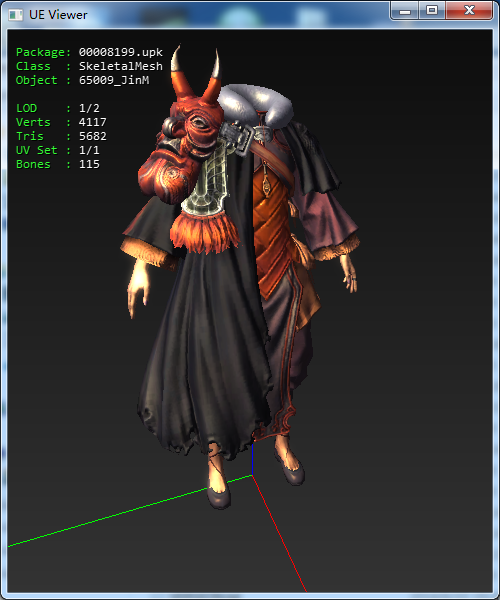 UE Viewer
Package: 00008199.upk
Class : SkeletalMesh
Object : 65009_JinM
LOD : 1/2
Verts : 4117
Tris : 5682
UV Set : 1/1
Bones : 115